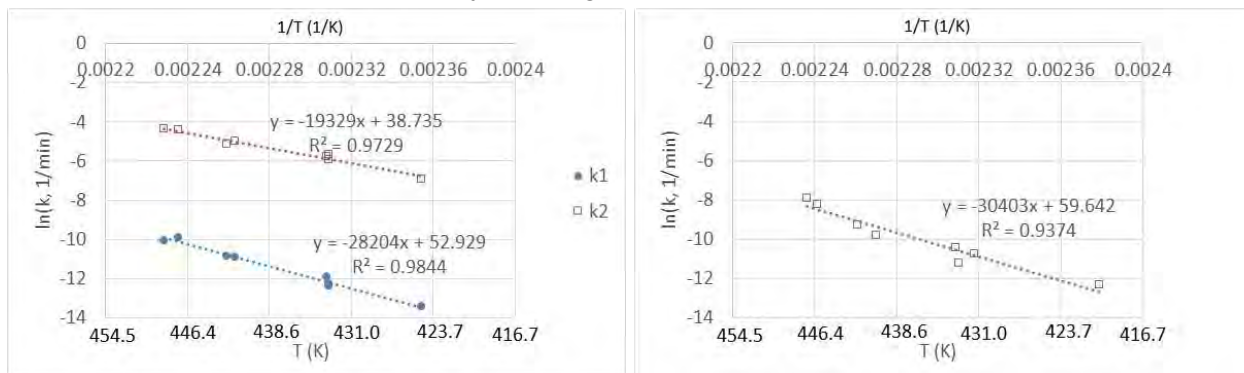 1/T (1/K)
0.0022 0.00224 0.00228 0.00232 0.00236 0.0024
0
-2
-4
-6
-8
-10
-12
-14
ln(k, 1/min)
y = -19329x + 38.735
R² = 0.9729
y = -28204x + 52.929
R² = 0.9844
k1
k2
454.5 446.4 438.6 431.0 423.7 416.7
T (K)
1/T (1/K)
0.0022 0.00224 0.00228 0.00232 0.00236 0.0024
0
-2
-4
-6
-8
-10
-12
-14
ln(k, 1/min)
y = -30403x + 59.642
R² = 0.9374
454.5 446.4 438.6 431.0 423.7 416.7
T (K)